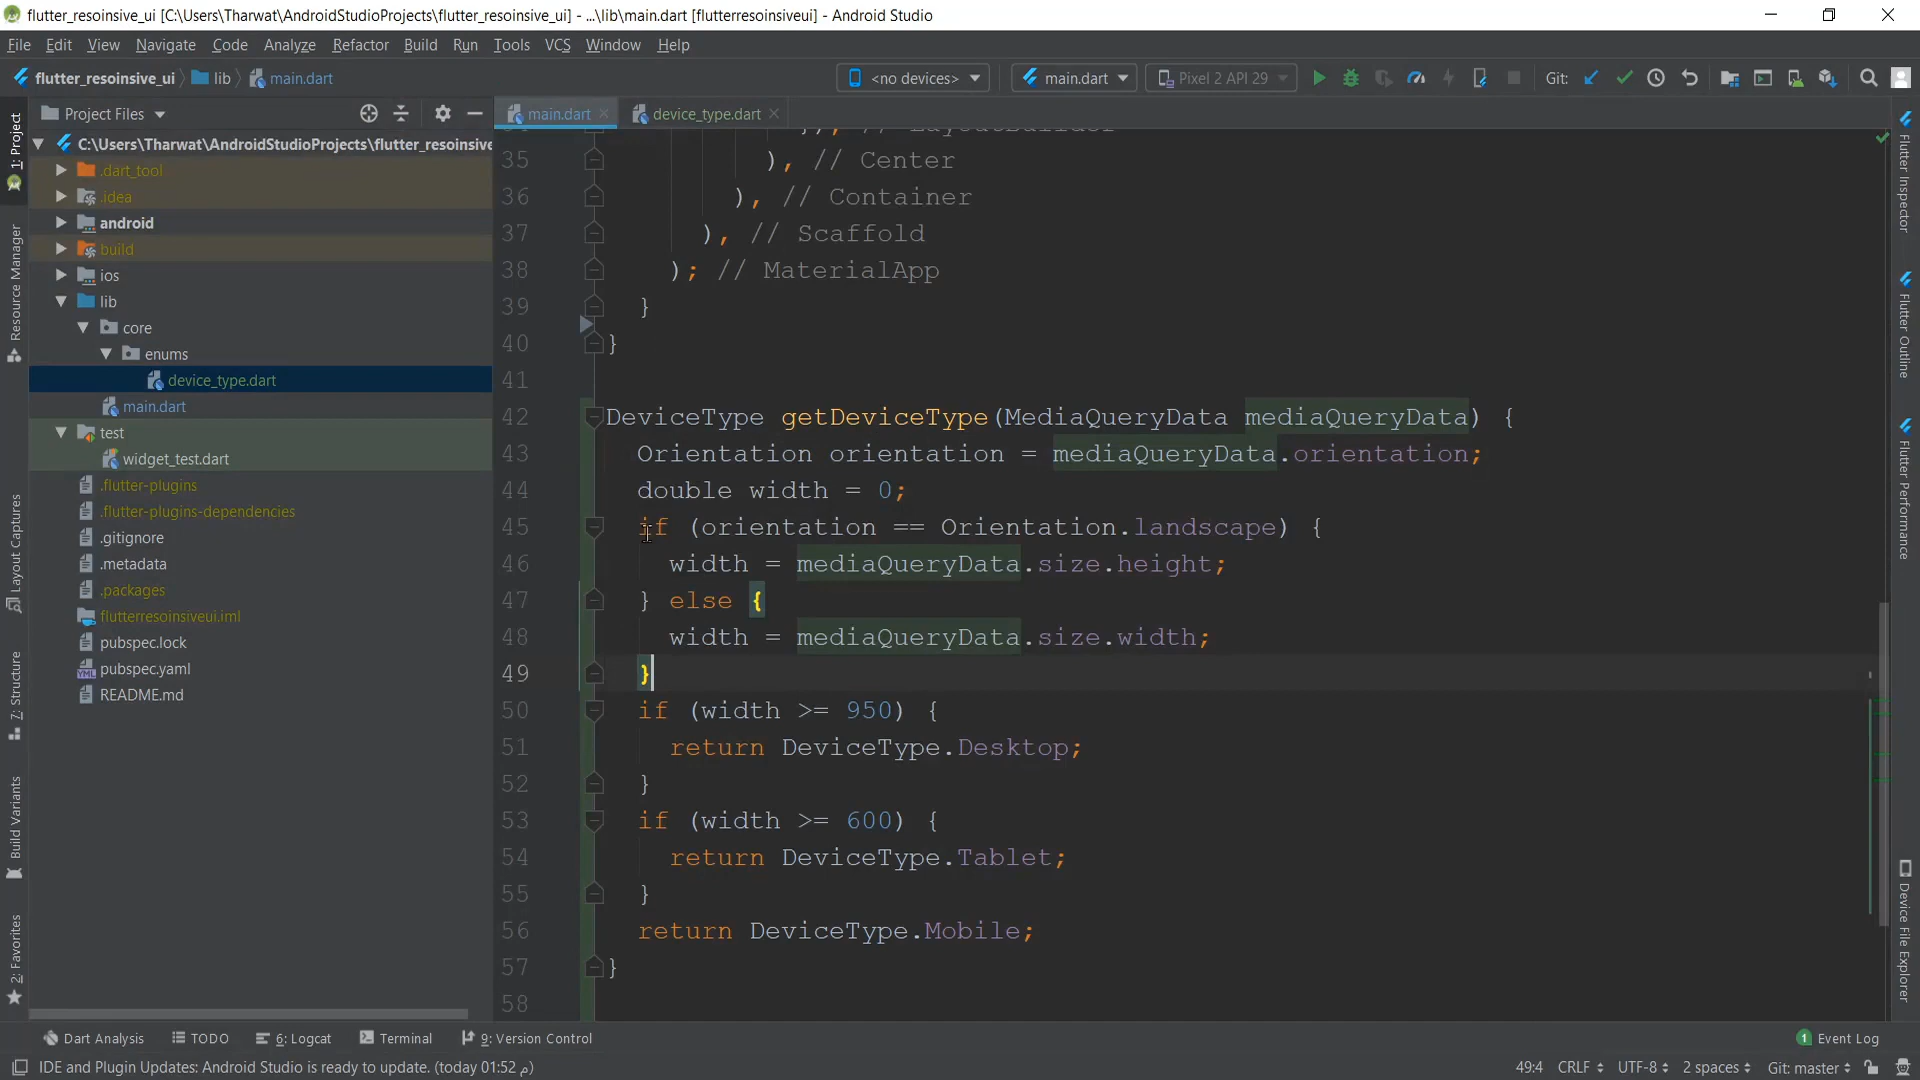 flutter_resoinsive_ui [C:\Users\Tharwat\AndroidStudioProjects\flutter_resoinsive_ui] - ...\lib\main.dart [flutterresoinsiveui] - Android Studio
File Edit View Navigate Code Analyze Refactor Build Run Tools VCS Window Help
flutter_resoinsive_ui lib main.dart <no devices> main.dart Pixel 2 API 29 Git:
Project Files
main.dart device_type.dart
C:\Users\Tharwat\AndroidStudioProjects\flutter_resoinsive
.dart_tool
.idea
android
build
ios
lib
core
enums
device_type.dart
main.dart
test
widget_test.dart
.flutter-plugins
.flutter-plugins-dependencies
.gitignore
.metadata
.packages
flutterresoinsiveui.iml
pubspec.lock
pubspec.yaml
README.md
1: Project
Resource Manager
Layout Captures
7: Structure
Build Variants
2: Favorites
34 }), // LayoutBuilder
35 ), // Center
36 ), // Container
37 ), // Scaffold
38 ); // MaterialApp
39 }
40 }
41
42 DeviceType getDeviceType(MediaQueryData mediaQueryData) {
43 Orientation orientation = mediaQueryData.orientation;
44 double width = 0;
45 if (orientation == Orientation.landscape) {
46 width = mediaQueryData.size.height;
47 } else {
48 width = mediaQueryData.size.width;
49 }
50 if (width >= 950) {
51 return DeviceType.Desktop;
52 }
53 if (width >= 600) {
54 return DeviceType.Tablet;
55 }
56 return DeviceType.Mobile;
57 }
58
Flutter Inspector
Flutter Outline
Flutter Performance
Device File Explorer
Dart Analysis TODO 6: Logcat Terminal 9: Version Control 1 Event Log
IDE and Plugin Updates: Android Studio is ready to update. (today 01:52 م) 49:4 CRLF UTF-8 2 spaces Git: master